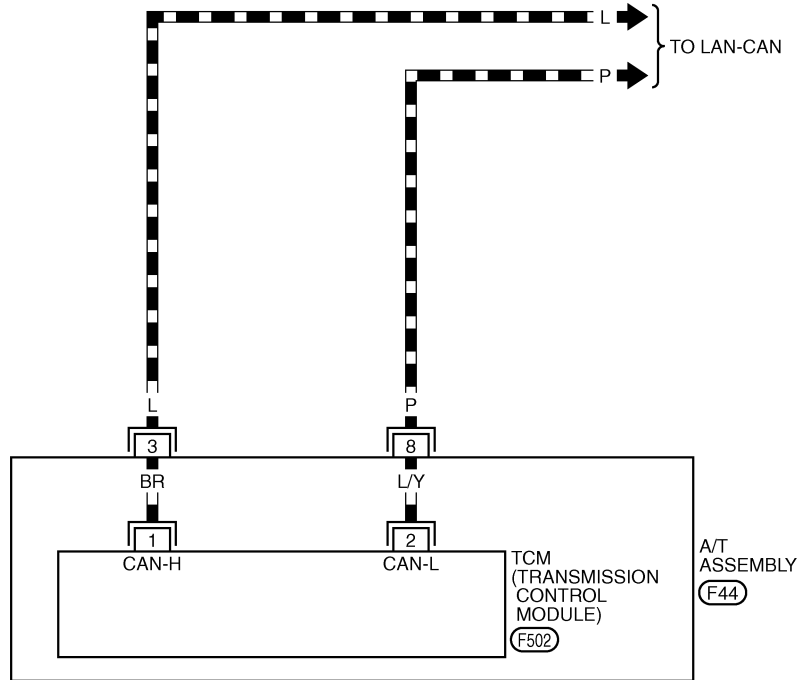 L
TO LAN-CAN
P
L
P
3
8
BR
L/Y
1
2
CAN-H
CAN-L
TCM
(TRANSMISSION
CONTROL
MODULE)
F502
A/T
ASSEMBLY
F44